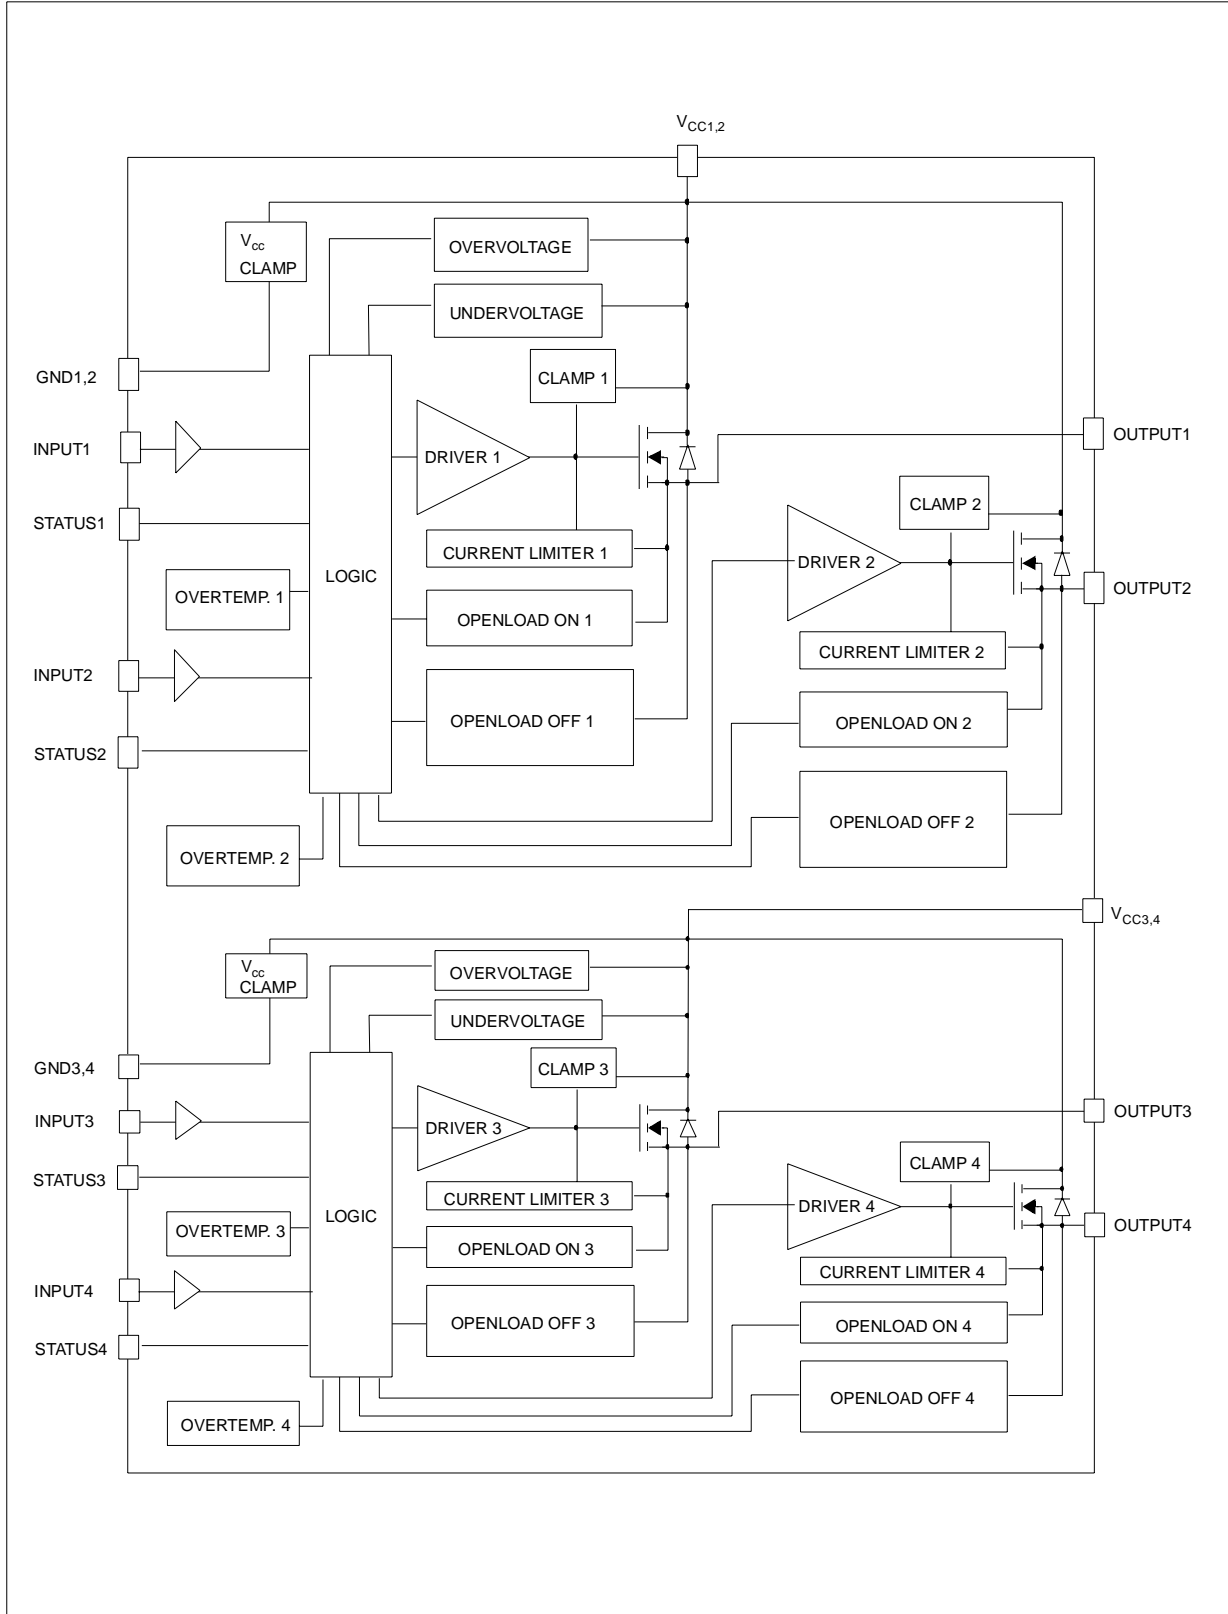 VCC1,2
Vcc
CLAMP
OVERVOLTAGE
UNDERVOLTAGE
GND1,2
CLAMP 1
INPUT1
DRIVER 1
OUTPUT1
STATUS1
CURRENT LIMITER 1
LOGIC
CLAMP 2
DRIVER 2
OUTPUT2
OVERTEMP. 1
OPENLOAD ON 1
CURRENT LIMITER 2
INPUT2
OPENLOAD OFF 1
OPENLOAD ON 2
STATUS2
OPENLOAD OFF 2
OVERTEMP. 2
VCC3,4
Vcc
CLAMP
OVERVOLTAGE
UNDERVOLTAGE
GND3,4
CLAMP 3
INPUT3
DRIVER 3
OUTPUT3
STATUS3
CURRENT LIMITER 3
LOGIC
CLAMP 4
DRIVER 4
OUTPUT4
OVERTEMP. 3
OPENLOAD ON 3
CURRENT LIMITER 4
INPUT4
OPENLOAD OFF 3
OPENLOAD ON 4
STATUS4
OPENLOAD OFF 4
OVERTEMP. 4